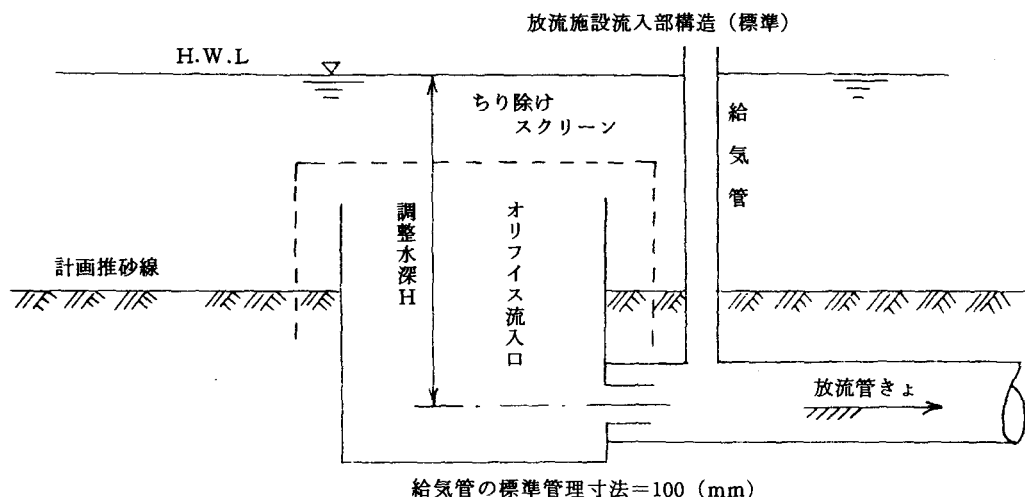 放流施設流入部構造(標準)
H.W.L
ちり除け
スクリーン
給気管
調整水深H
オリフイス流入口
計画推砂線
放流管きょ
給気管の標準管理寸法=100(mm)